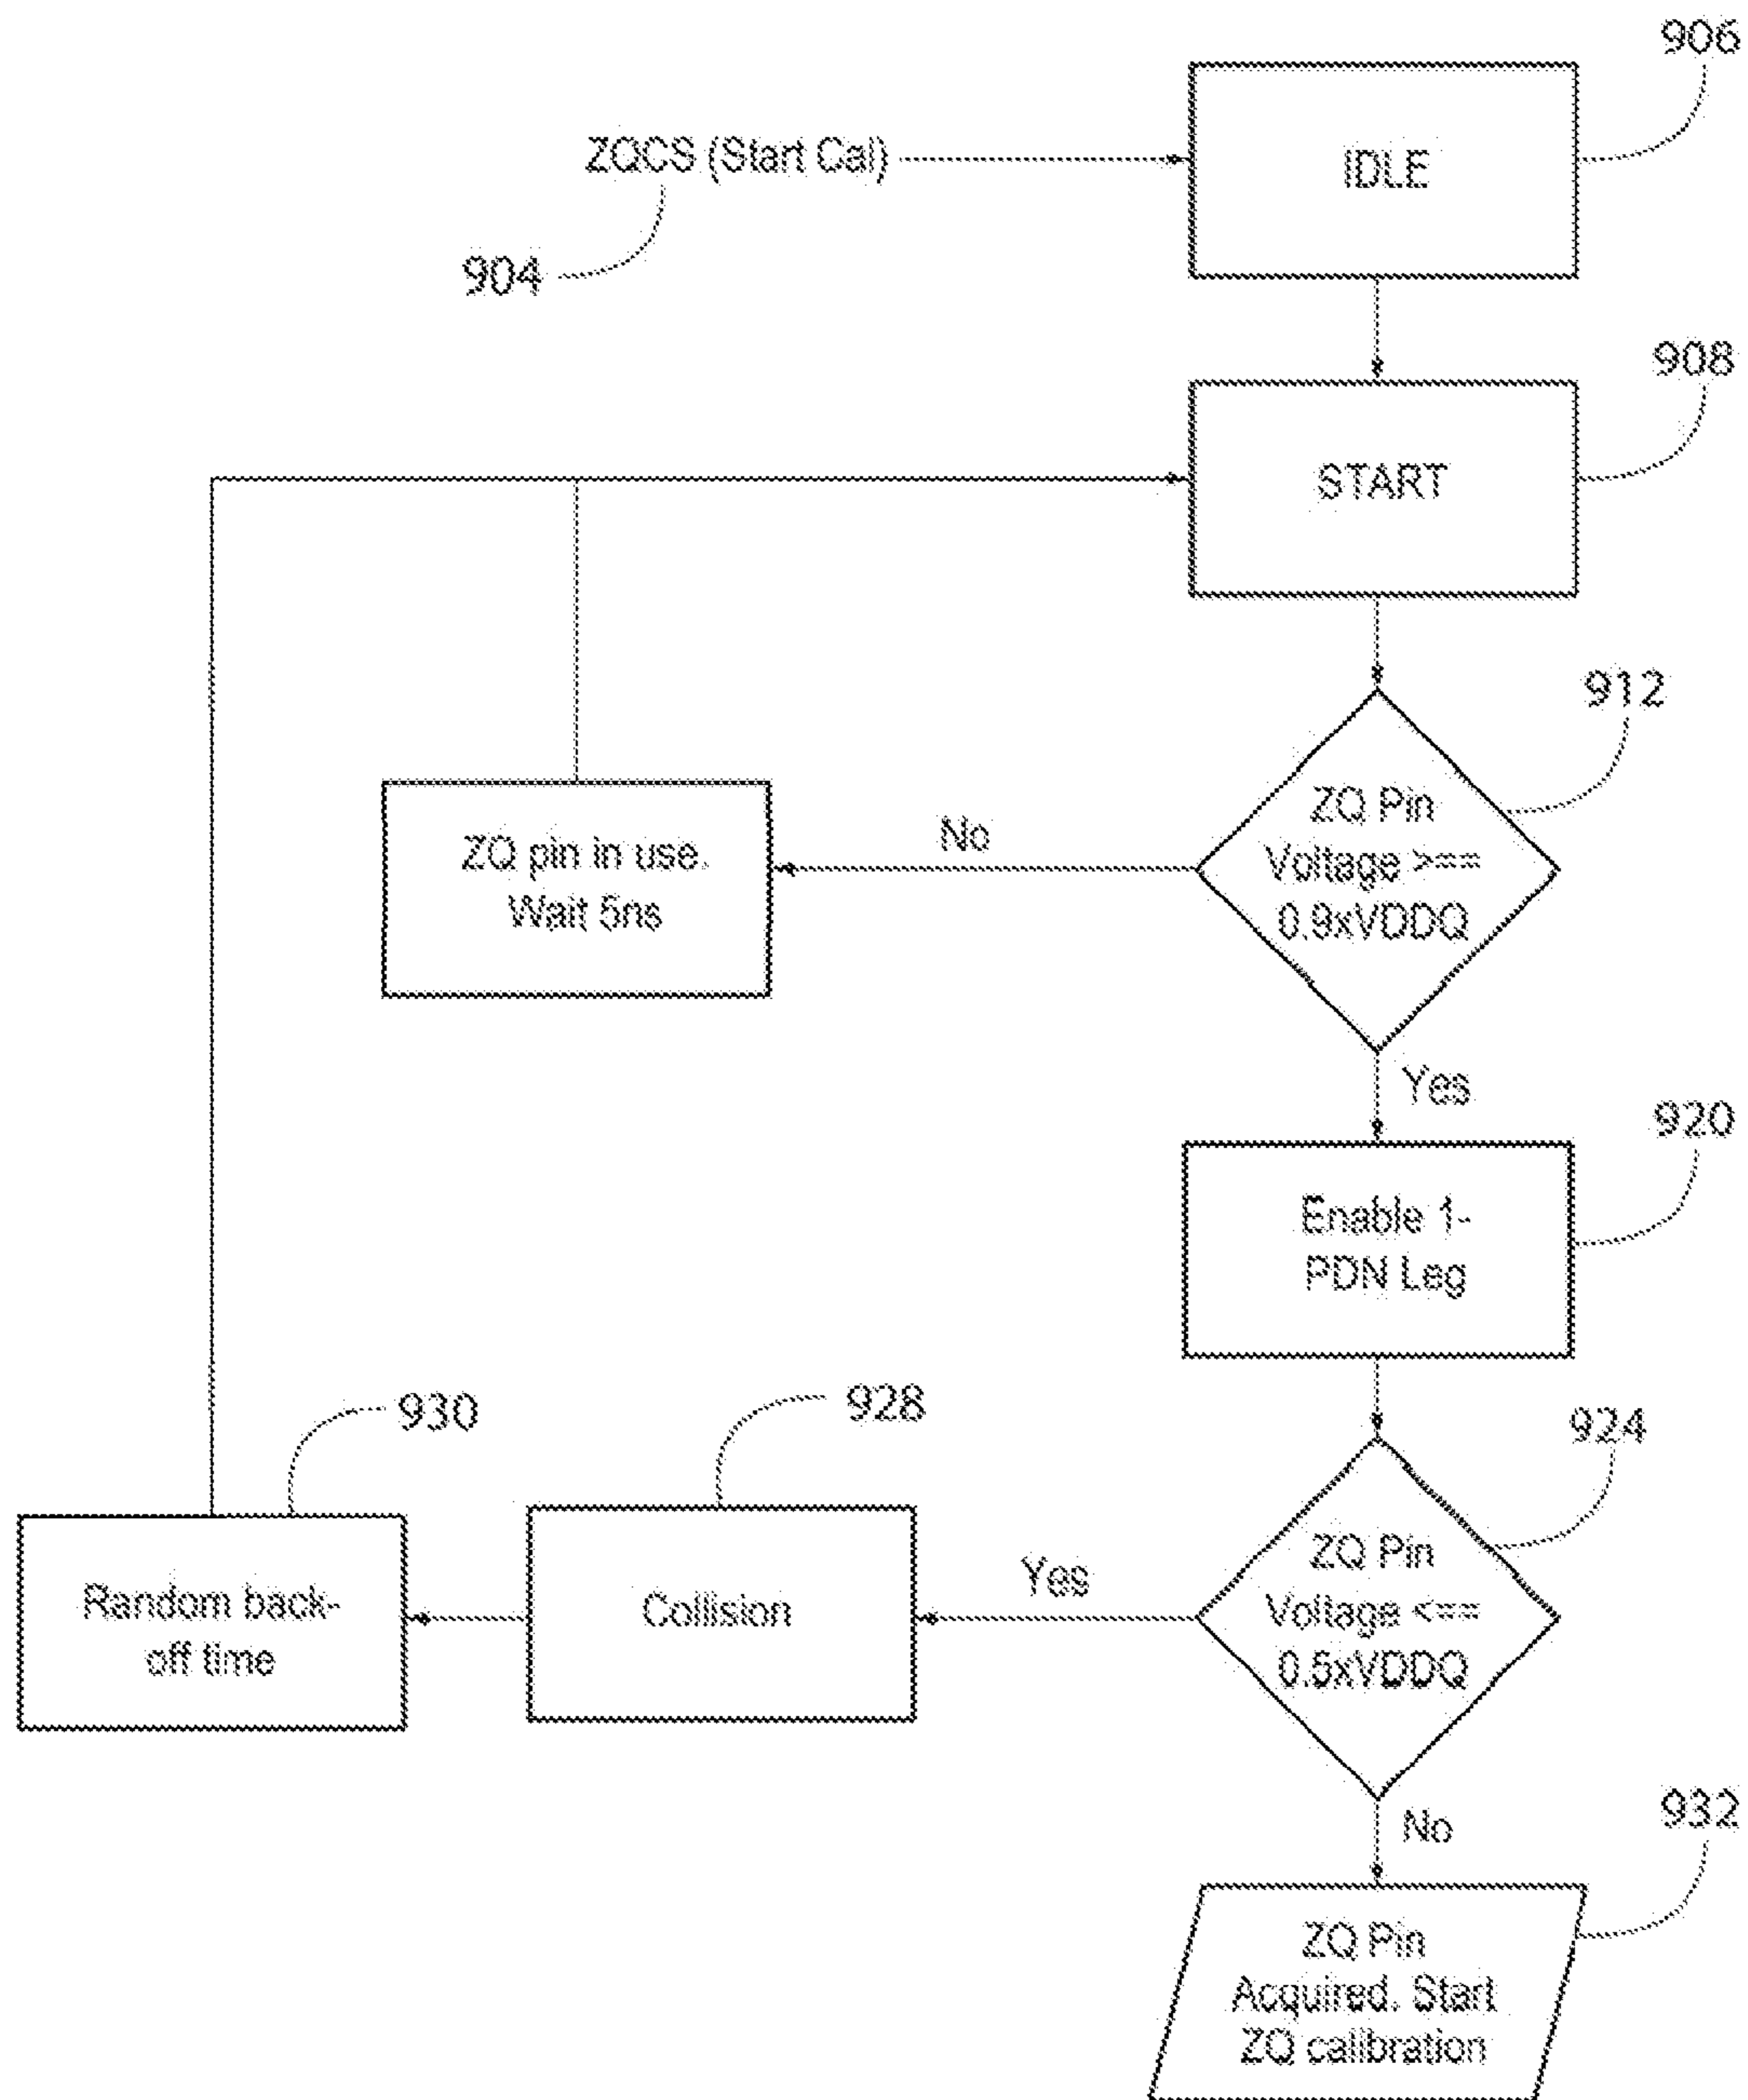 906
ZQCS (Start Cal)
IDLE
904
908
START
912
ZQ Pin
Voltage >==
0.9xVDDQ
No
ZQ pin in use.
Wait 5ns
Yes
920
Enable 1-
PDN Leg
924
928
930
ZQ Pin
Voltage <==
0.5xVDDQ
Yes
Collision
Random back-
off time
No
932
ZQ Pin
Acquired. Start
ZQ calibration